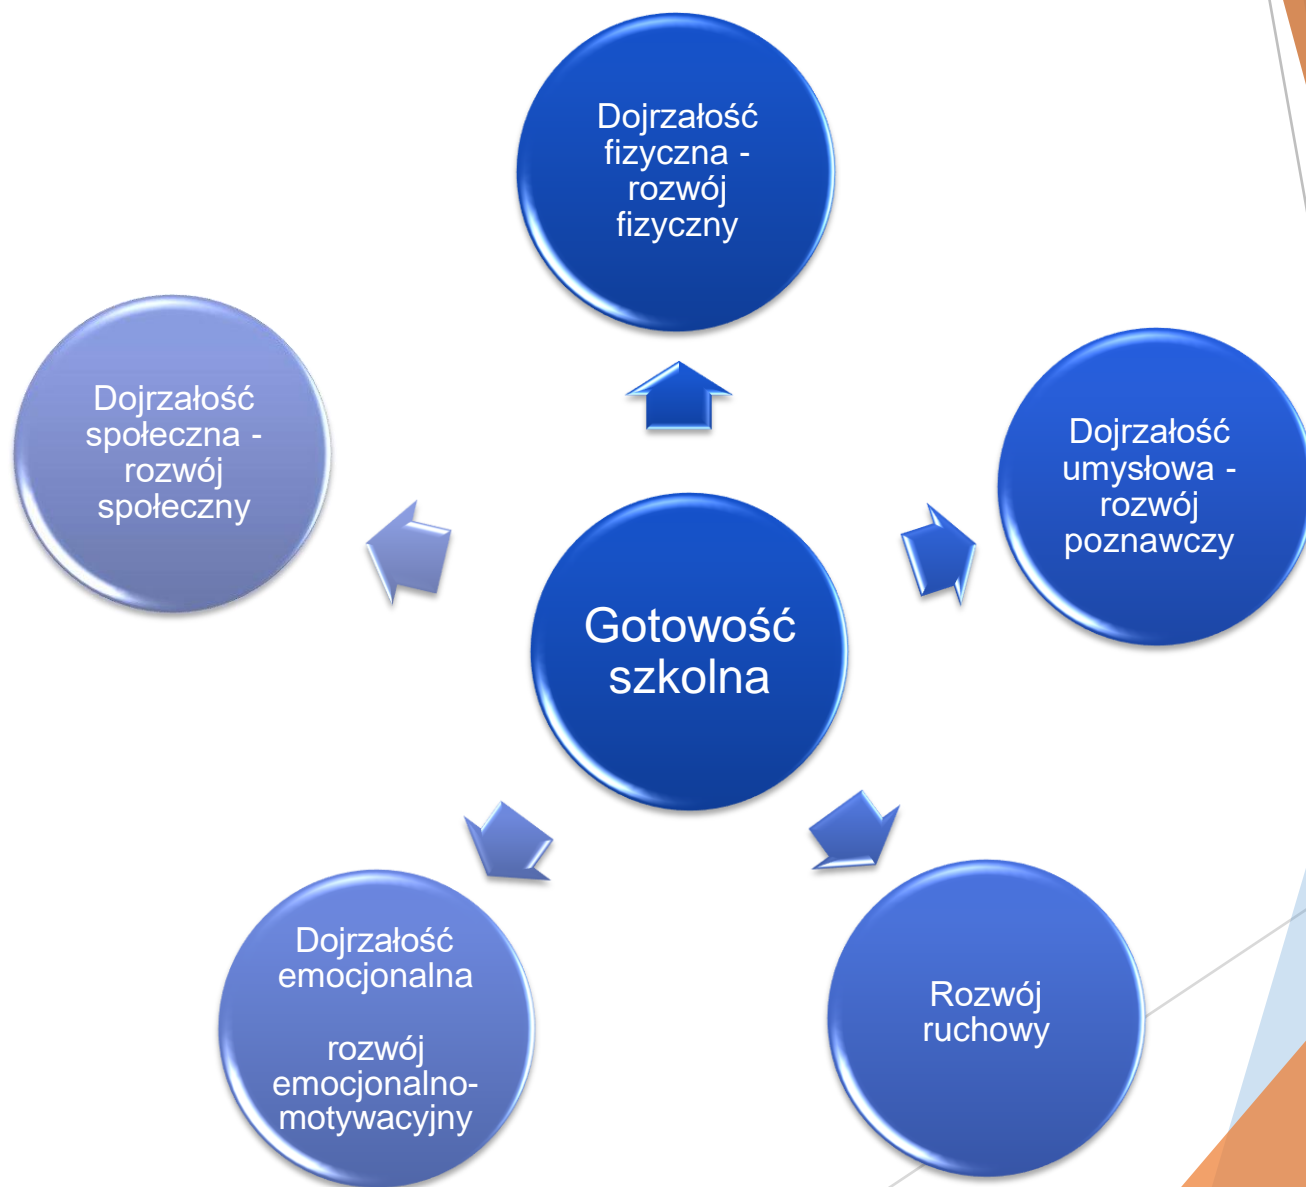 Dojrzałość
fizyczna -
rozwój
fizyczny
Dojrzałość
społeczna -
rozwój
społeczny
Dojrzałość
umysłowa -
rozwój
poznawczy
Gotowość
szkolna
Dojrzałość
emocjonalna
rozwój
emocjonalno-
motywacyjny
Rozwój
ruchowy